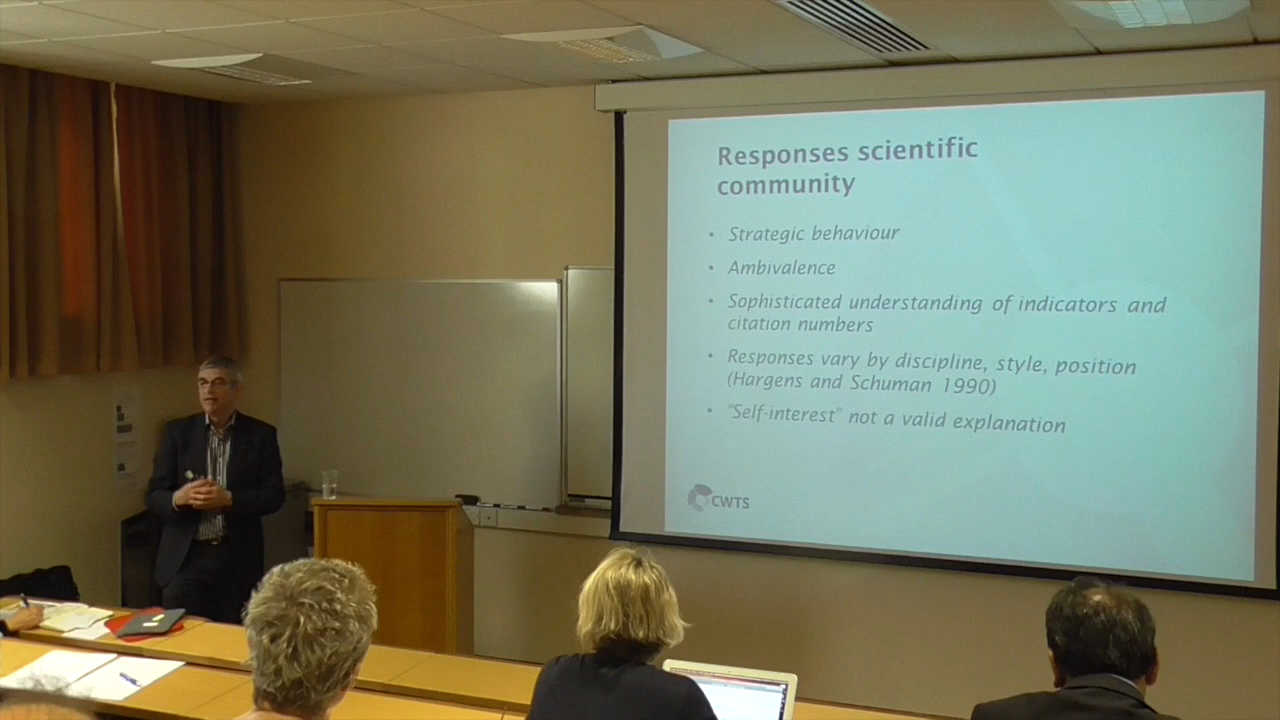 Responses scientific
community
• Strategic behaviour
• Ambivalence
• Sophisticated understanding of indicators and
citation numbers
• Responses vary by discipline, style, position
(Hargens and Schuman 1990)
• "Self-interest" not a valid explanation
CWTS